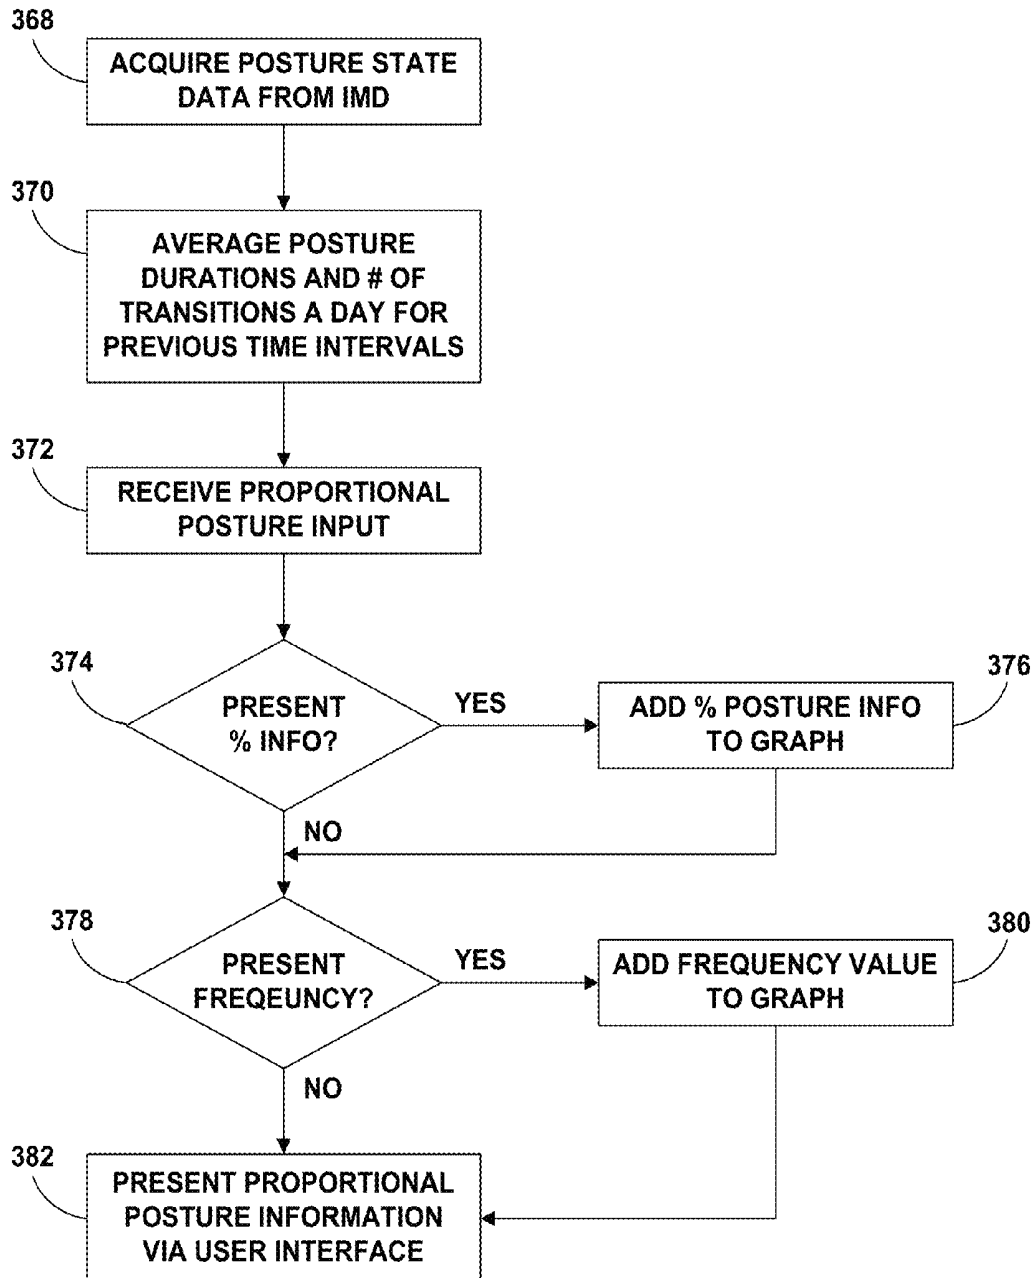 368
ACQUIRE POSTURE STATE
DATA FROM IMD
370
AVERAGE POSTURE
DURATIONS AND # OF
TRANSITIONS A DAY FOR
PREVIOUS TIME INTERVALS
372
RECEIVE PROPORTIONAL
POSTURE INPUT
374
PRESENT
% INFO?
YES
376
ADD % POSTURE INFO
TO GRAPH
NO
378
PRESENT
FREQEUNCY?
YES
380
ADD FREQUENCY VALUE
TO GRAPH
NO
382
PRESENT PROPORTIONAL
POSTURE INFORMATION
VIA USER INTERFACE